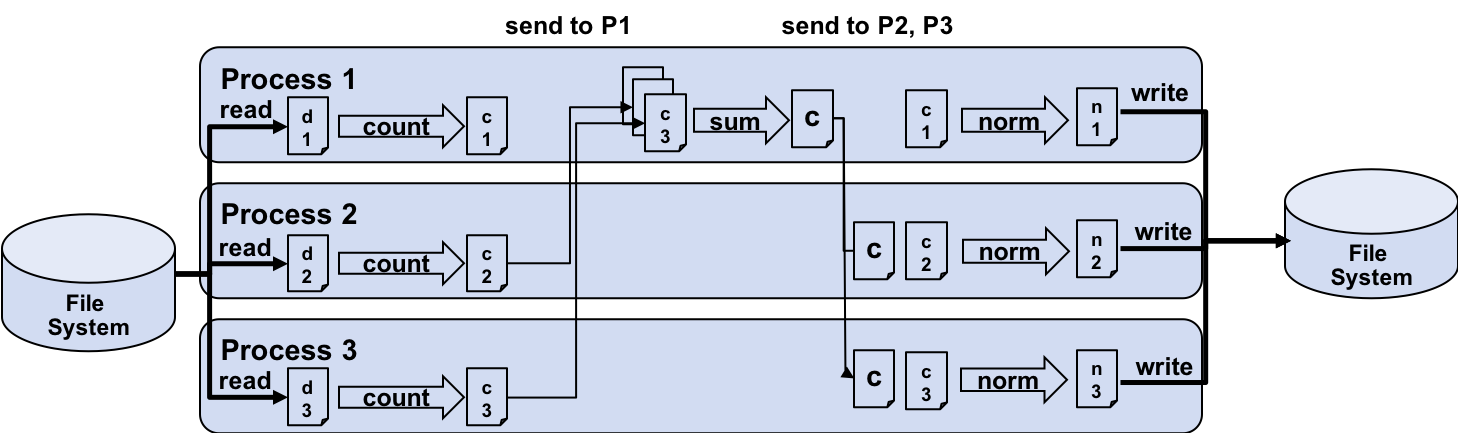 send to P1
send to P2, P3
Process 1
read
d
1
count
c
1
c
3
sum
c
c
1
norm
n
1
write
Process 2
read
d
2
count
c
2
c
c
2
norm
n
2
write
Process 3
read
d
3
count
c
3
c
c
3
norm
n
3
write
File
System
File
System